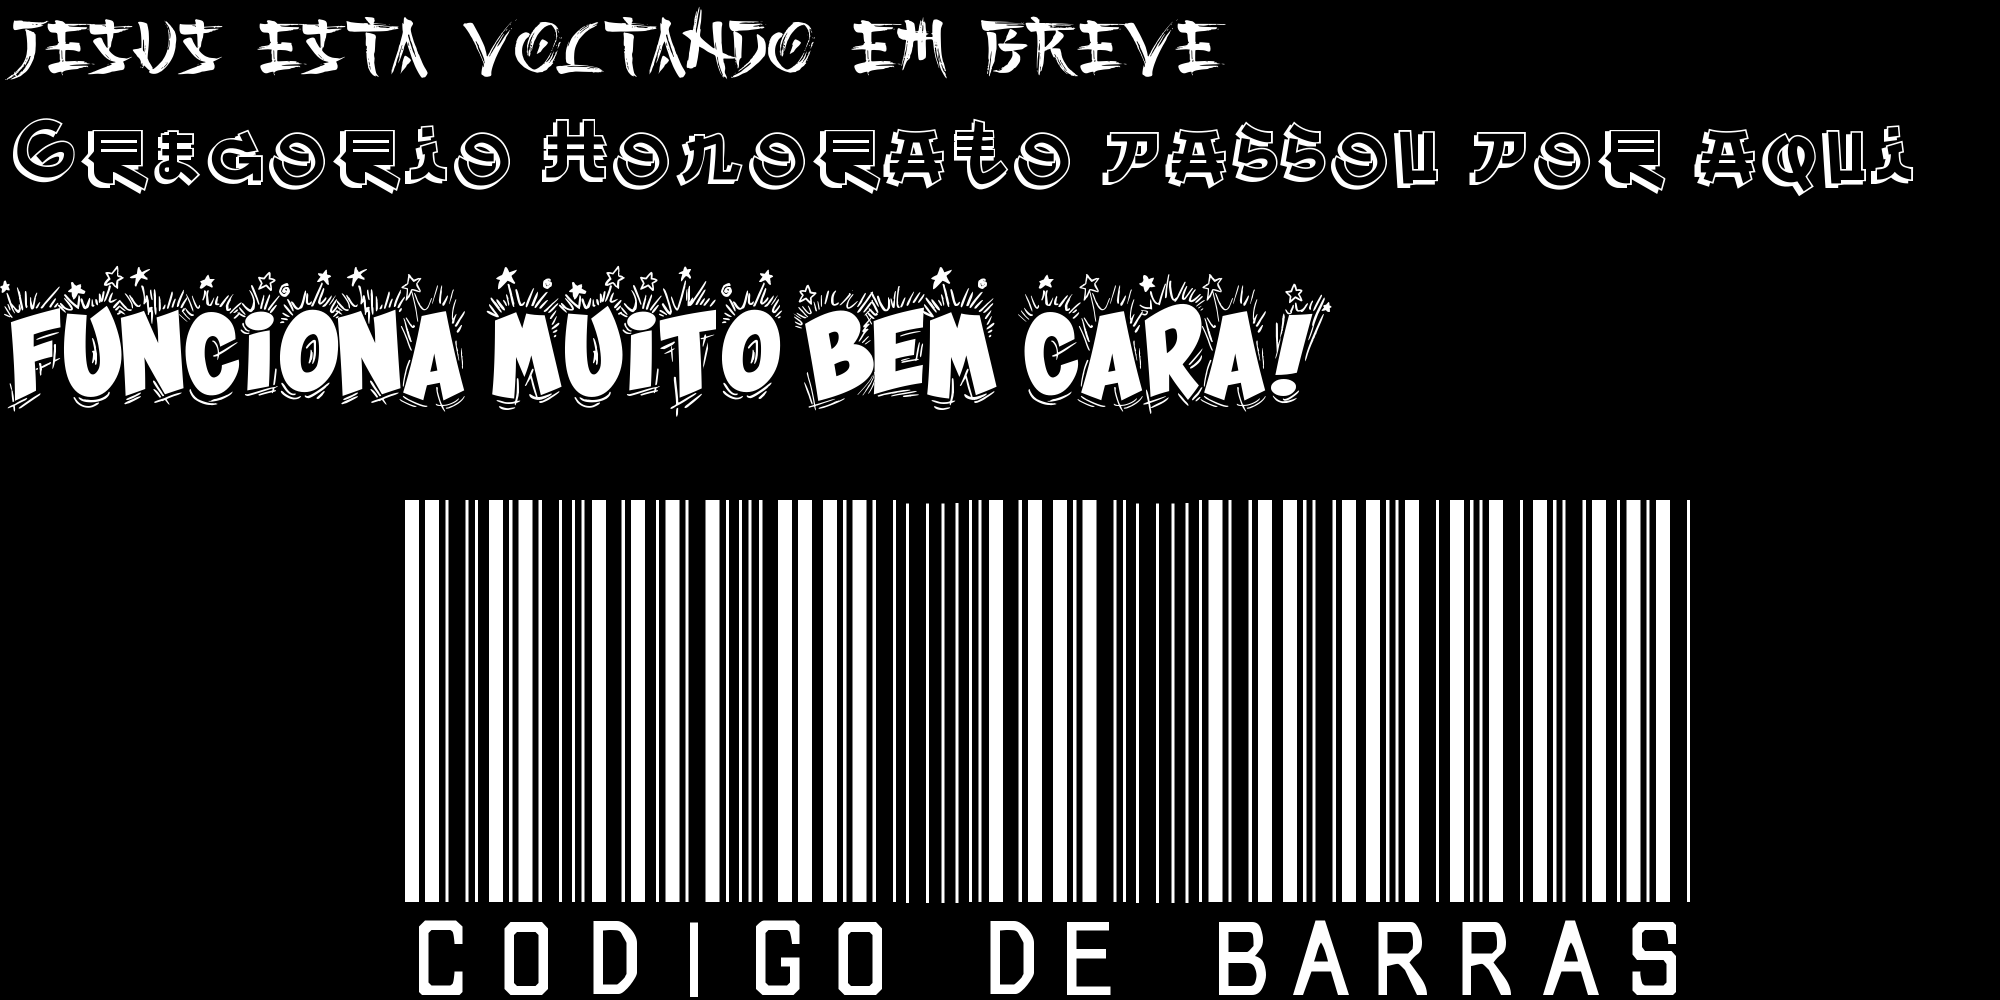 JESUS ESTA VOLTANDO EM BREVE
Gregorio Honorato passou por aqui
FUNCiONA MUiTO BEM CARA!
CODIGO DE BARRAS